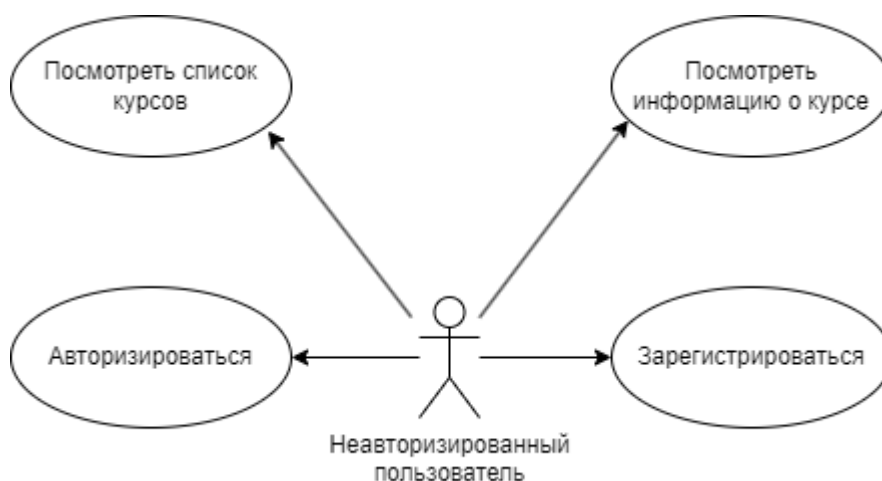 Посмотреть список
курсов
Посмотреть
информацию о курсе
Авторизироваться
Зарегистрироваться
Неавторизированный
пользователь